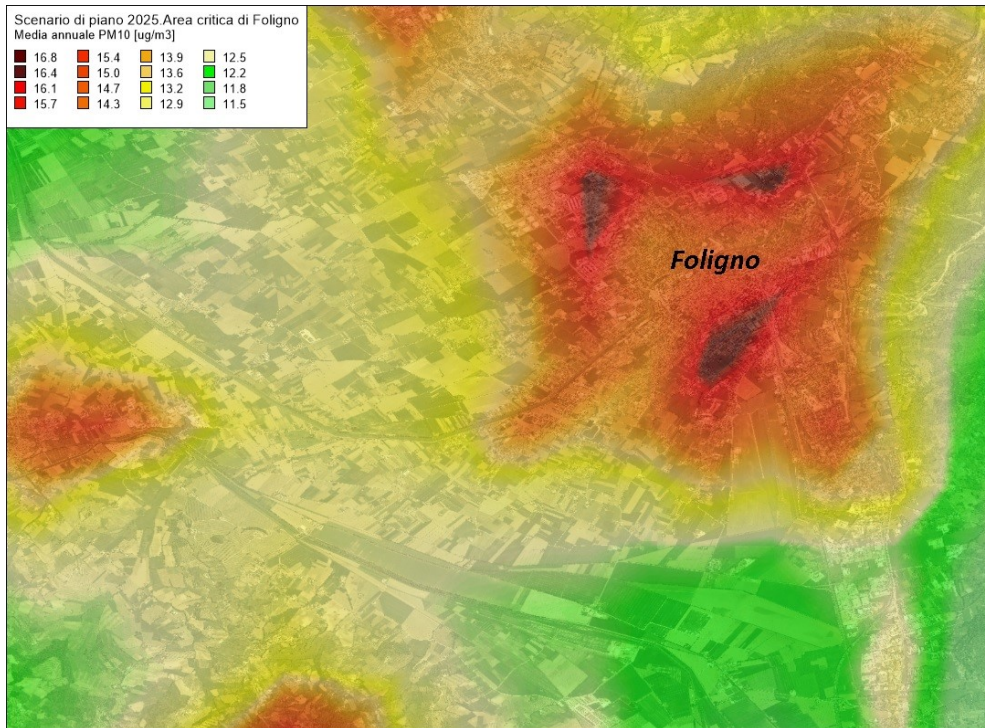 Scenario di piano 2025.Area critica di Foligno
Media annuale PM10 [ug/m3]
16.8 15.4 13.9 12.5
16.4 15.0 13.6 12.2
16.1 14.7 13.2 11.8
15.7 14.3 12.9 11.5
Foligno